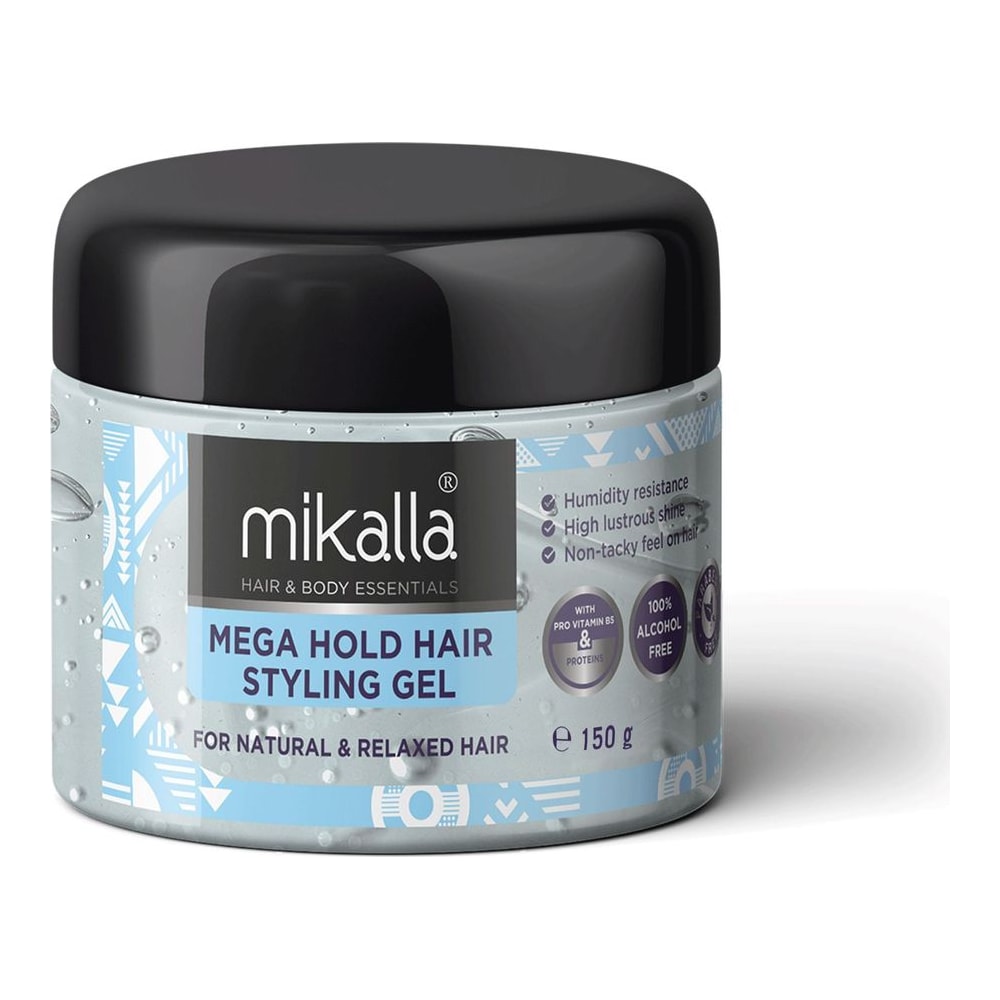 mikalla®
HAIR & BODY ESSENTIALS
MEGA HOLD HAIR
STYLING GEL
FOR NATURAL & RELAXED HAIR
Humidity resistance
High lustrous shine
Non-tacky feel on hair
WITH
PRO VITAMIN B5
&
PROTEINS
100%
ALCOHOL
FREE
℮ 150 g